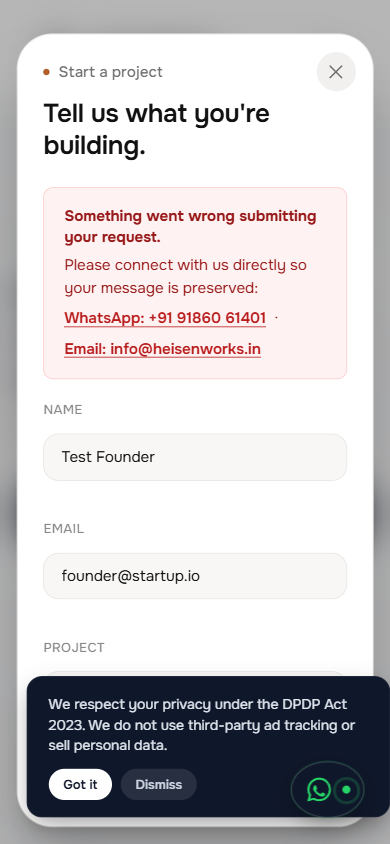 Start a project
Tell us what you're
building.
Something went wrong submitting
your request.
Please connect with us directly so
your message is preserved:
WhatsApp: +91 91860 61401 ·
Email: info@heisenworks.in
NAME
Test Founder
EMAIL
founder@startup.io
PROJECT
We respect your privacy under the DPDP Act
2023. We do not use third-party ad tracking or
sell personal data.
Got it Dismiss